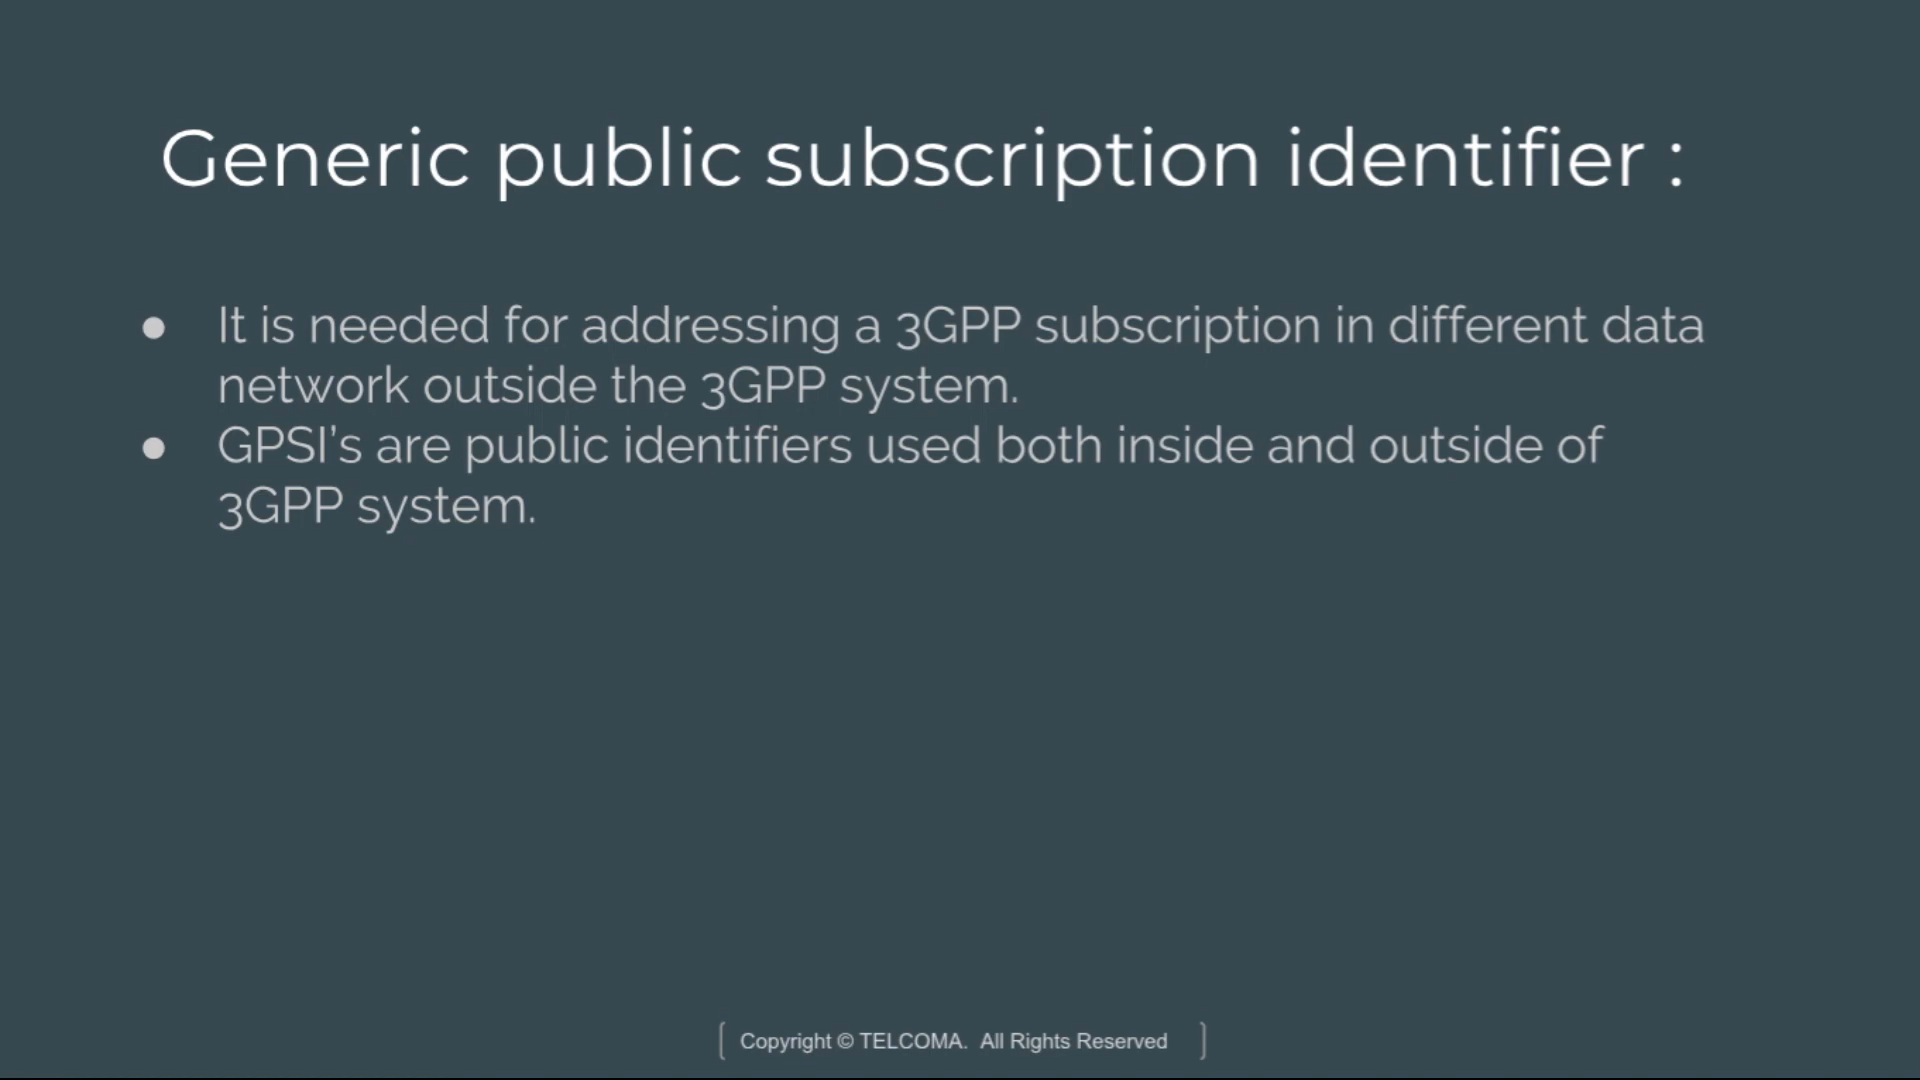 Generic public subscription identifier :
● It is needed for addressing a 3GPP subscription in different data
network outside the 3GPP system.
● GPSI’s are public identifiers used both inside and outside of
3GPP system.
[ Copyright © TELCOMA. All Rights Reserved ]